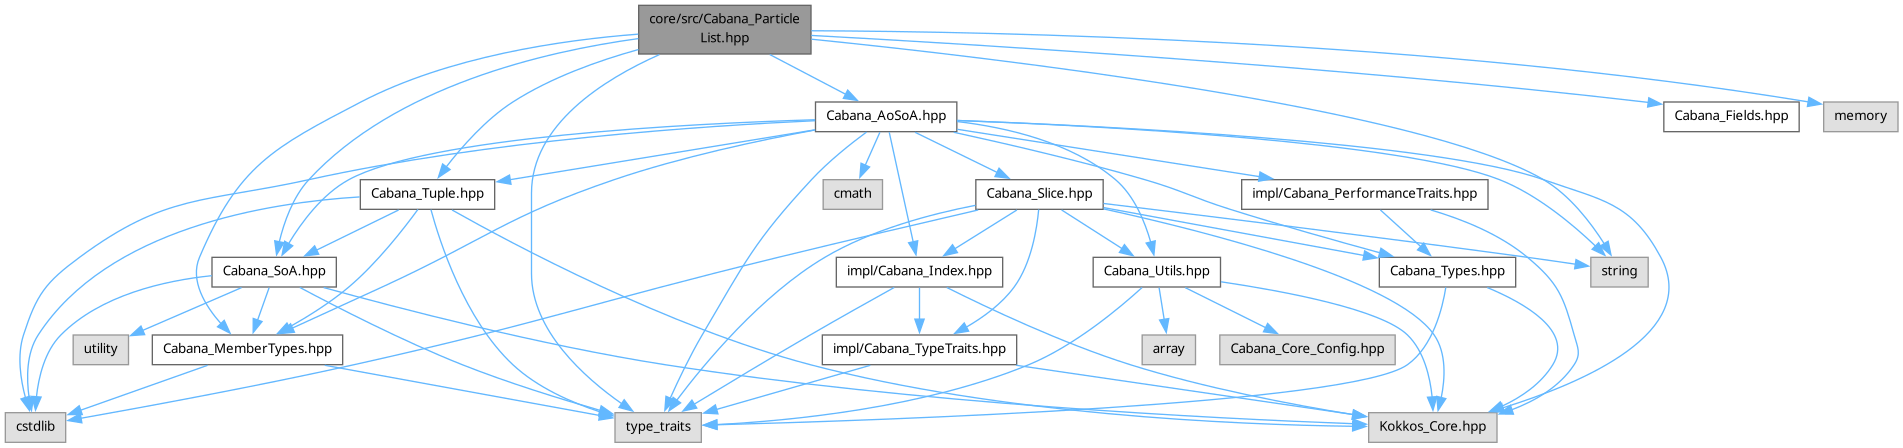 core/src/Cabana_Particle
List.hpp
Cabana_AoSoA.hpp
Cabana_Fields.hpp
memory
Cabana_Tuple.hpp
cmath
Cabana_Slice.hpp
impl/Cabana_PerformanceTraits.hpp
Cabana_SoA.hpp
impl/Cabana_Index.hpp
Cabana_Utils.hpp
Cabana_Types.hpp
string
utility
Cabana_MemberTypes.hpp
impl/Cabana_TypeTraits.hpp
array
Cabana_Core_Config.hpp
cstdlib
type_traits
Kokkos_Core.hpp